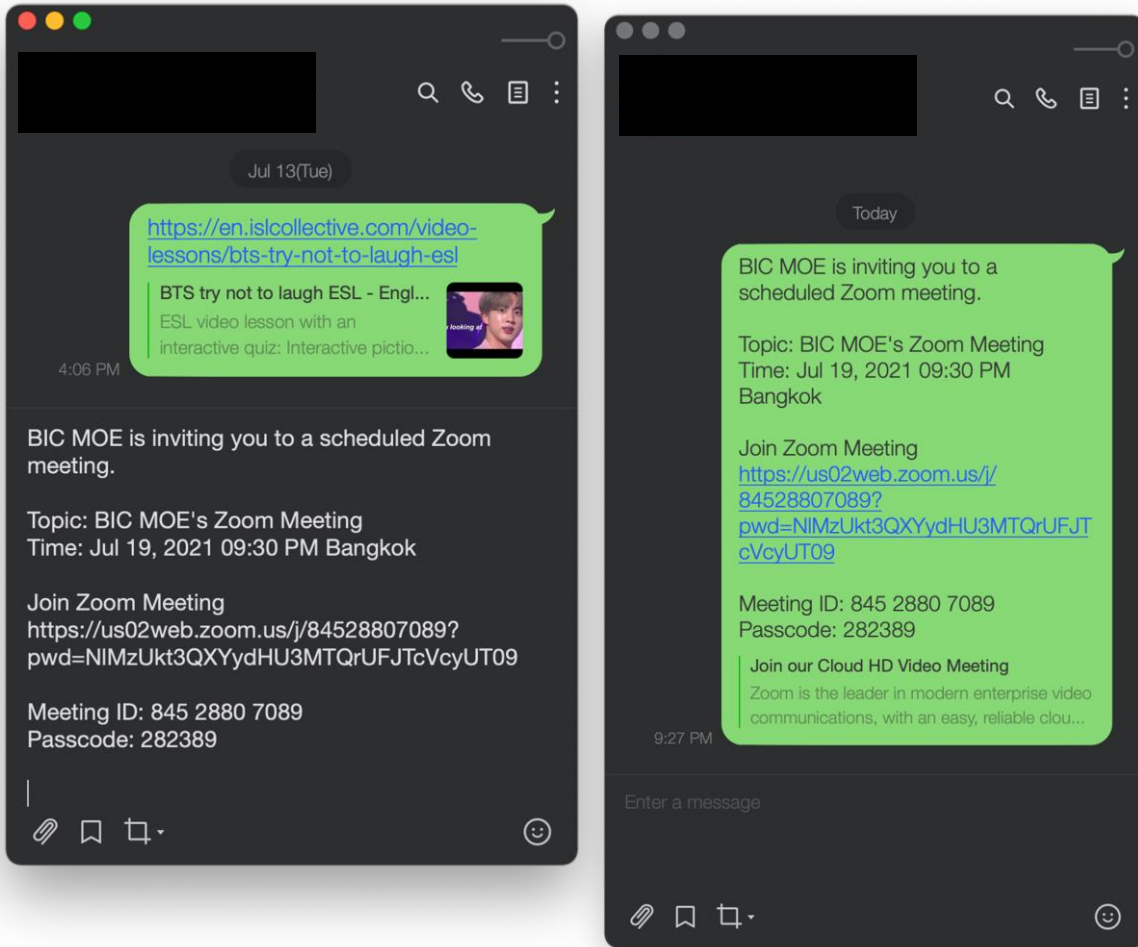 Jul 13(Tue)
https://en.islcollective.com/video-
lessons/bts-try-not-to-laugh-esl
BTS try not to laugh ESL - Engl...
ESL video lesson with an
interactive quiz: Interactive pictio...
looking at
4:06 PM
BIC MOE is inviting you to a scheduled Zoom
meeting.
Topic: BIC MOE's Zoom Meeting
Time: Jul 19, 2021 09:30 PM Bangkok
Join Zoom Meeting
https://us02web.zoom.us/j/84528807089?
pwd=NlMzUkt3QXYydHU3MTQrUFJTcVcyUT09
Meeting ID: 845 2880 7089
Passcode: 282389
Today
BIC MOE is inviting you to a
scheduled Zoom meeting.
Topic: BIC MOE's Zoom Meeting
Time: Jul 19, 2021 09:30 PM
Bangkok
Join Zoom Meeting
https://us02web.zoom.us/j/
84528807089?
pwd=NlMzUkt3QXYydHU3MTQrUFJT
cVcyUT09
Meeting ID: 845 2880 7089
Passcode: 282389
Join our Cloud HD Video Meeting
Zoom is the leader in modern enterprise video
communications, with an easy, reliable clou...
9:27 PM
Enter a message